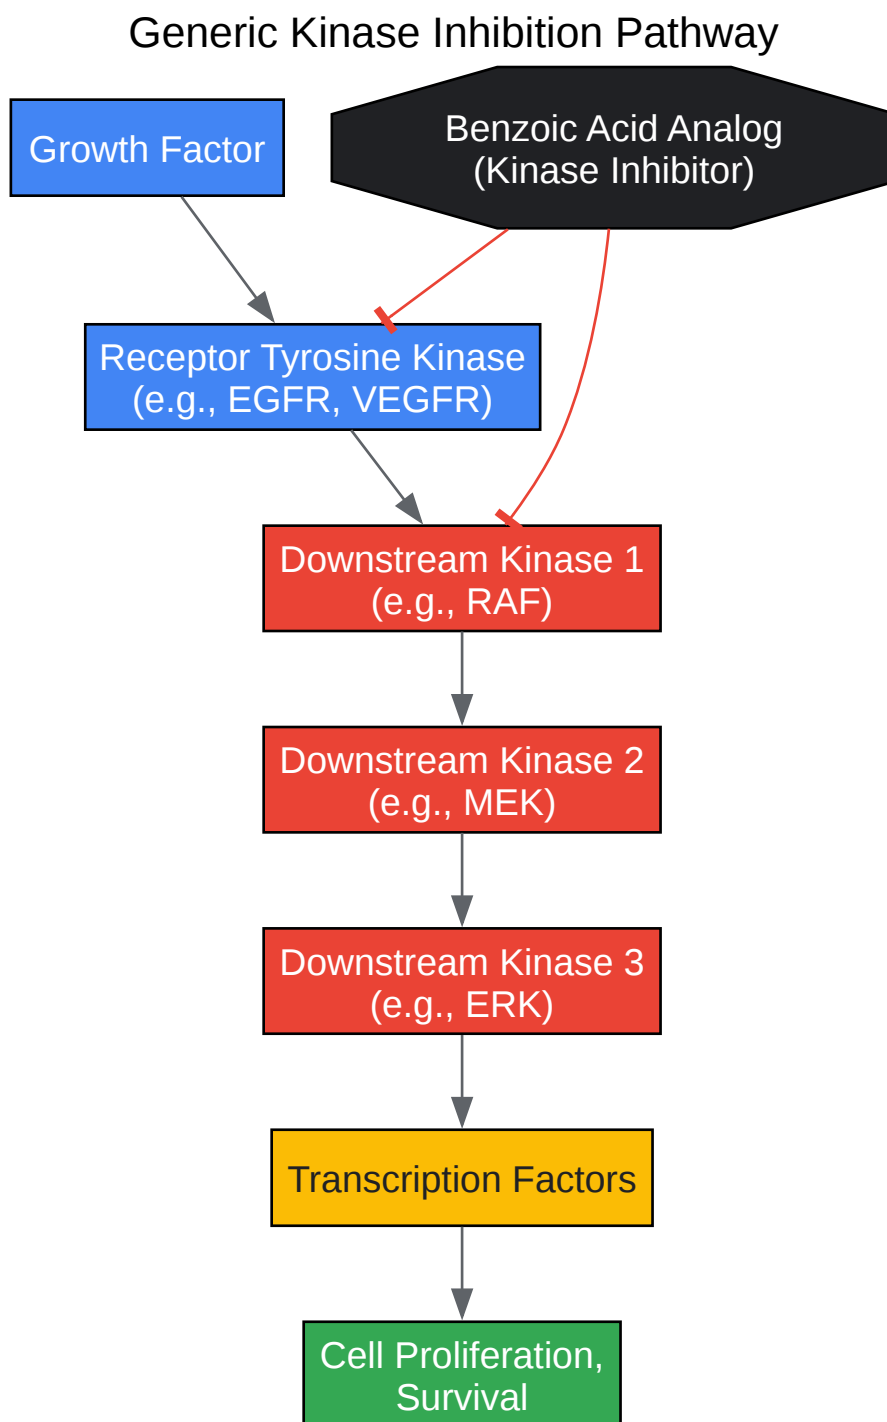 Generic Kinase Inhibition Pathway
Growth Factor
Benzoic Acid Analog
(Kinase Inhibitor)
Receptor Tyrosine Kinase
(e.g., EGFR, VEGFR)
Downstream Kinase 1
(e.g., RAF)
Downstream Kinase 2
(e.g., MEK)
Downstream Kinase 3
(e.g., ERK)
Transcription Factors
Cell Proliferation,
Survival